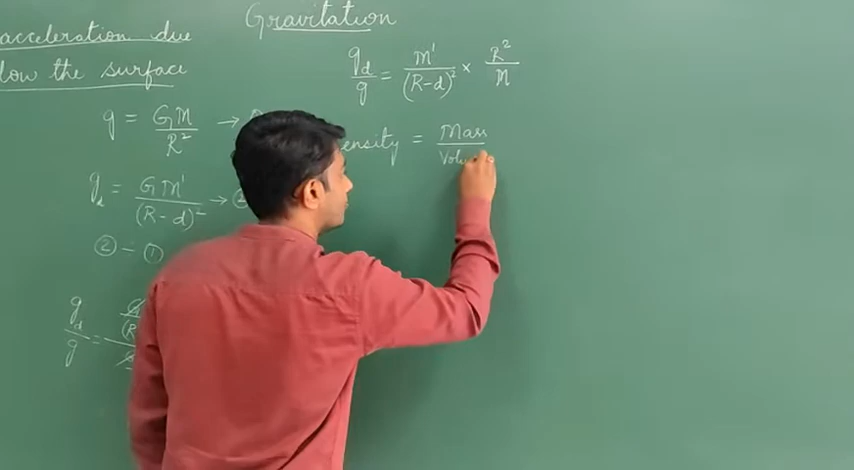 Gravitation
acceleration due
low the surface
g = GM/R² →
g_d = GM'/(R-d)² → ②
② - ①
g_d/g =
g_d/g = M'/(R-d)² × R²/M
ensity = Mass/Volu